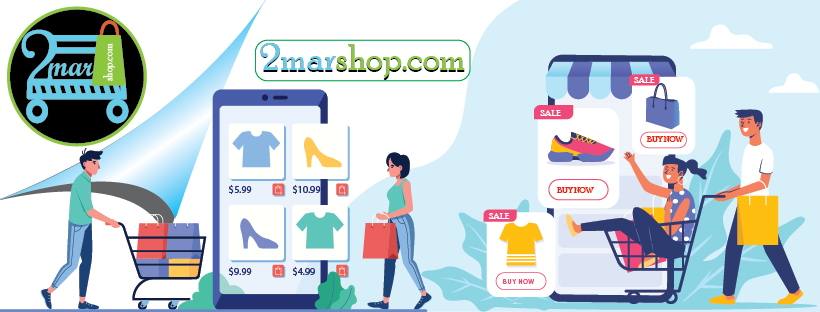 2mar
shop.com
2marshop.com
$5.99
$10.99
$9.99
$4.99
SALE
BUYNOW
SALE
BUYNOW
SALE
BUY NOW